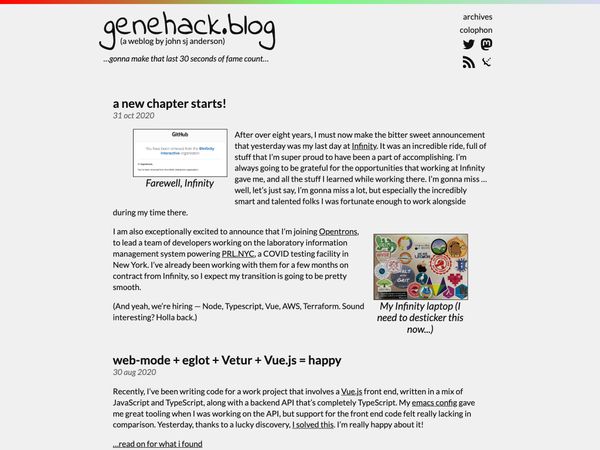 genehack.blog
(a weblog by john sj anderson)
...gonna make that last 30 seconds of fame count...
archives
colophon
a new chapter starts!
31 oct 2020
GitHub
Farewell, Infinity
After over eight years, I must now make the bitter sweet announcement
that yesterday was my last day at Infinity. It was an incredible ride, full of
stuff that I'm super proud to have been a part of accomplishing. I'm
always going to be grateful for the opportunities that working at Infinity
gave me, and all the stuff I learned while working there. I'm gonna miss ...
well, let's just say, I'm gonna miss a lot, but especially the incredibly
smart and talented folks I was fortunate enough to work alongside
during my time there.
I am also exceptionally excited to announce that I'm joining Opentrons,
to lead a team of developers working on the laboratory information
management system powering PRL.NYC, a COVID testing facility in
New York. I've already been working with them for a few months on
contract from Infinity, so I expect my transition is going to be pretty
smooth.
My Infinity laptop (I
need to desticker this
now...)
(And yeah, we're hiring — Node, Typescript, Vue, AWS, Terraform. Sound
interesting? Holla back.)
web-mode + eglot + Vetur + Vue.js = happy
30 aug 2020
Recently, I've been writing code for a work project that involves a Vue.js front end, written in a mix of
JavaScript and TypeScript, along with a backend API that's completely TypeScript. My emacs config gave
me great tooling when I was working on the API, but support for the front end code felt really lacking in
comparison. Yesterday, thanks to a lucky discovery, I solved this. I'm really happy about it!
...read on for what i found